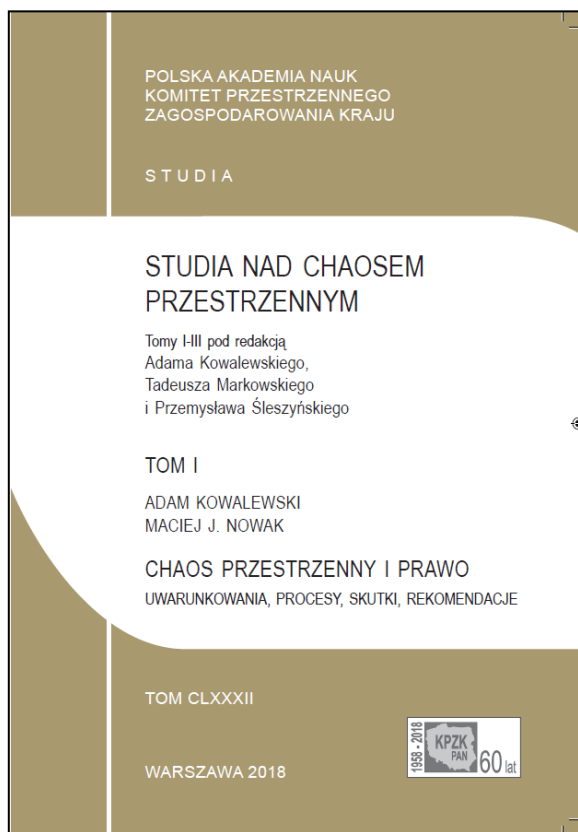 POLSKA AKADEMIA NAUK
KOMITET PRZESTRZENNEGO
ZAGOSPODAROWANIA KRAJU
STUDIA
STUDIA NAD CHAOSEM
PRZESTRZENNYM
Tomy I-III pod redakcją
Adama Kowalewskiego,
Tadeusza Markowskiego
i Przemysława Śleszyńskiego
TOM I
ADAM KOWALEWSKI
MACIEJ J. NOWAK
CHAOS PRZESTRZENNY I PRAWO
UWARUNKOWANIA, PROCESY, SKUTKI, REKOMENDACJE
TOM CLXXXII
WARSZAWA 2018
1958 - 2018
KPZK
PAN
60 lat